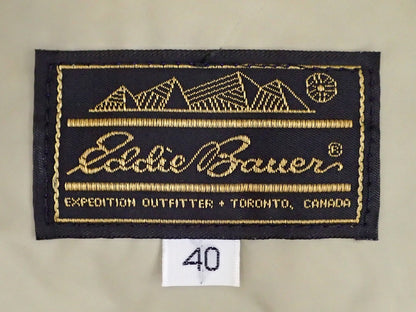 Eddie Bauer ®
EXPEDITION OUTFITTER + TORONTO, CANADA
40